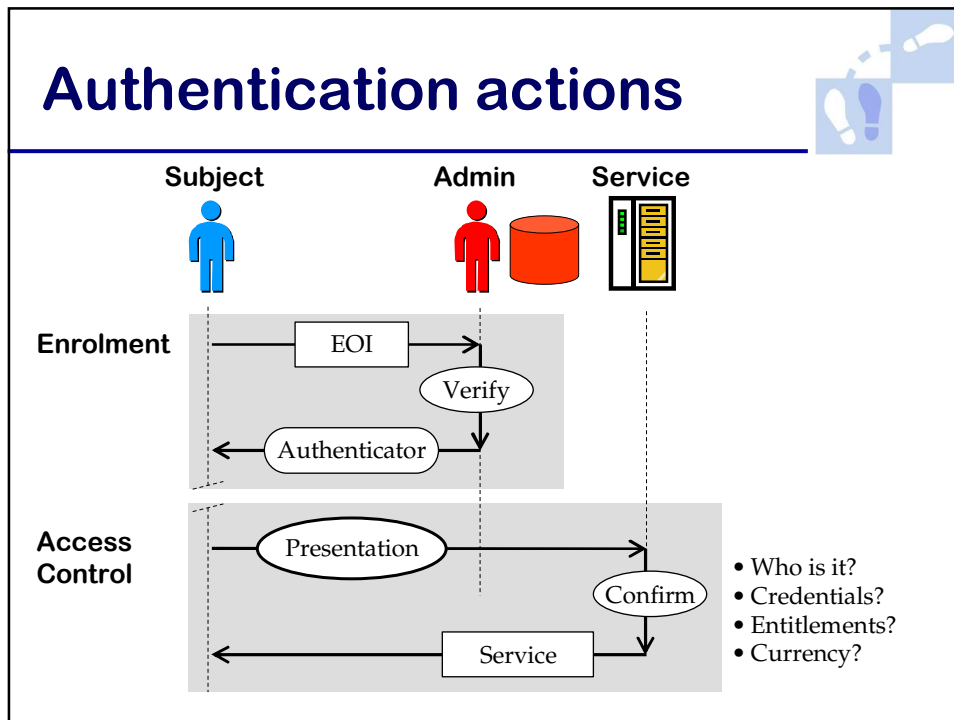 Authentication actions
Subject Admin Service
Enrolment
EOI
Verify
Authenticator
Access
Control
Presentation
Confirm
Service
• Who is it?
• Credentials?
• Entitlements?
• Currency?